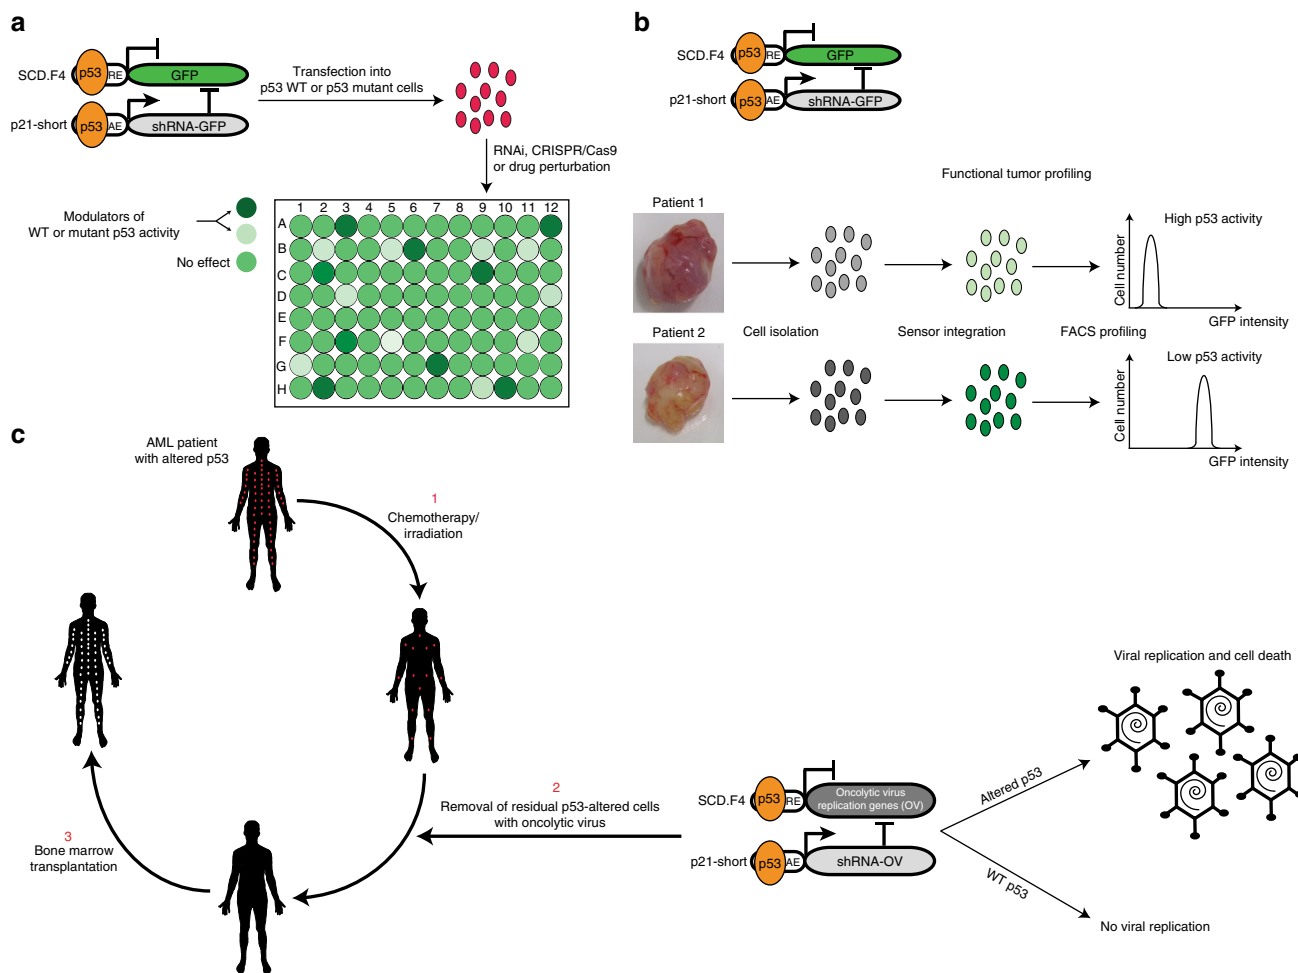 a
SCD.F4
p53
RE
GFP
p21-short
p53
AE
shRNA-GFP
Transfection into
p53 WT or p53 mutant cells
RNAi, CRISPR/Cas9
or drug perturbation
Modulators of
WT or mutant p53 activity
No effect
1 2 3 4 5 6 7 8 9 10 11 12
A
B
C
D
E
F
G
H
b
SCD.F4
p53
RE
GFP
p21-short
p53
AE
shRNA-GFP
Functional tumor profiling
Patient 1
Cell number
High p53 activity
GFP intensity
Patient 2
Cell isolation
Sensor integration
FACS profiling
Cell number
Low p53 activity
GFP intensity
c
AML patient
with altered p53
1
Chemotherapy/
irradiation
2
Removal of residual p53-altered cells
with oncolytic virus
3
Bone marrow
transplantation
SCD.F4
p53
RE
Oncolytic virus
replication genes (OV)
p21-short
p53
AE
shRNA-OV
Altered p53
WT p53
Viral replication and cell death
No viral replication